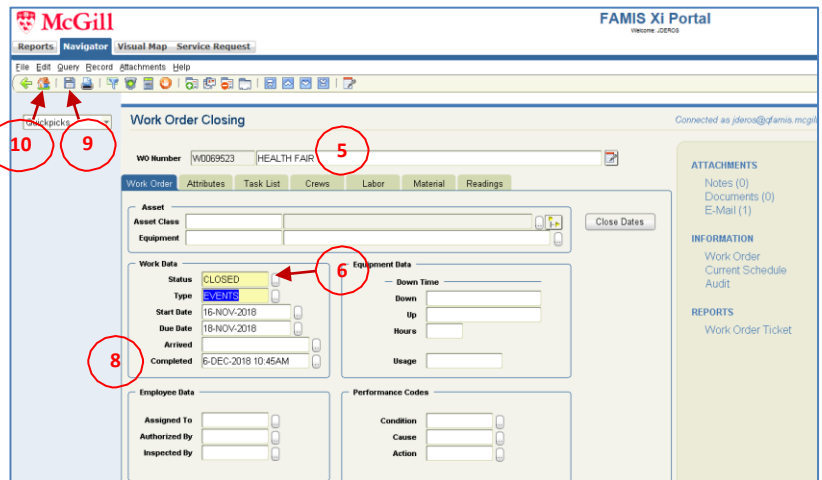 McGill
FAMIS Xi Portal
Welcome: JDEROS
Reports Navigator Visual Map Service Request
File Edit Query Record Attachments Help
Quickpicks
10
9
Work Order Closing
Connected as jderos@qfamis.mcgill
WO Number W0069523 HEALTH FAIR
5
Work Order Attributes Task List Crews Labor Material Readings
Asset
Asset Class
Equipment
Close Dates
Work Data
Status CLOSED
Type EVENTS
Start Date 16-NOV-2018
Due Date 18-NOV-2018
Arrived
Completed 6-DEC-2018 10:45AM
6
8
Equipment Data
Down Time
Down
Up
Hours
Usage
Employee Data
Assigned To
Authorized By
Inspected By
Performance Codes
Condition
Cause
Action
ATTACHMENTS
Notes (0)
Documents (0)
E-Mail (1)
INFORMATION
Work Order
Current Schedule
Audit
REPORTS
Work Order Ticket